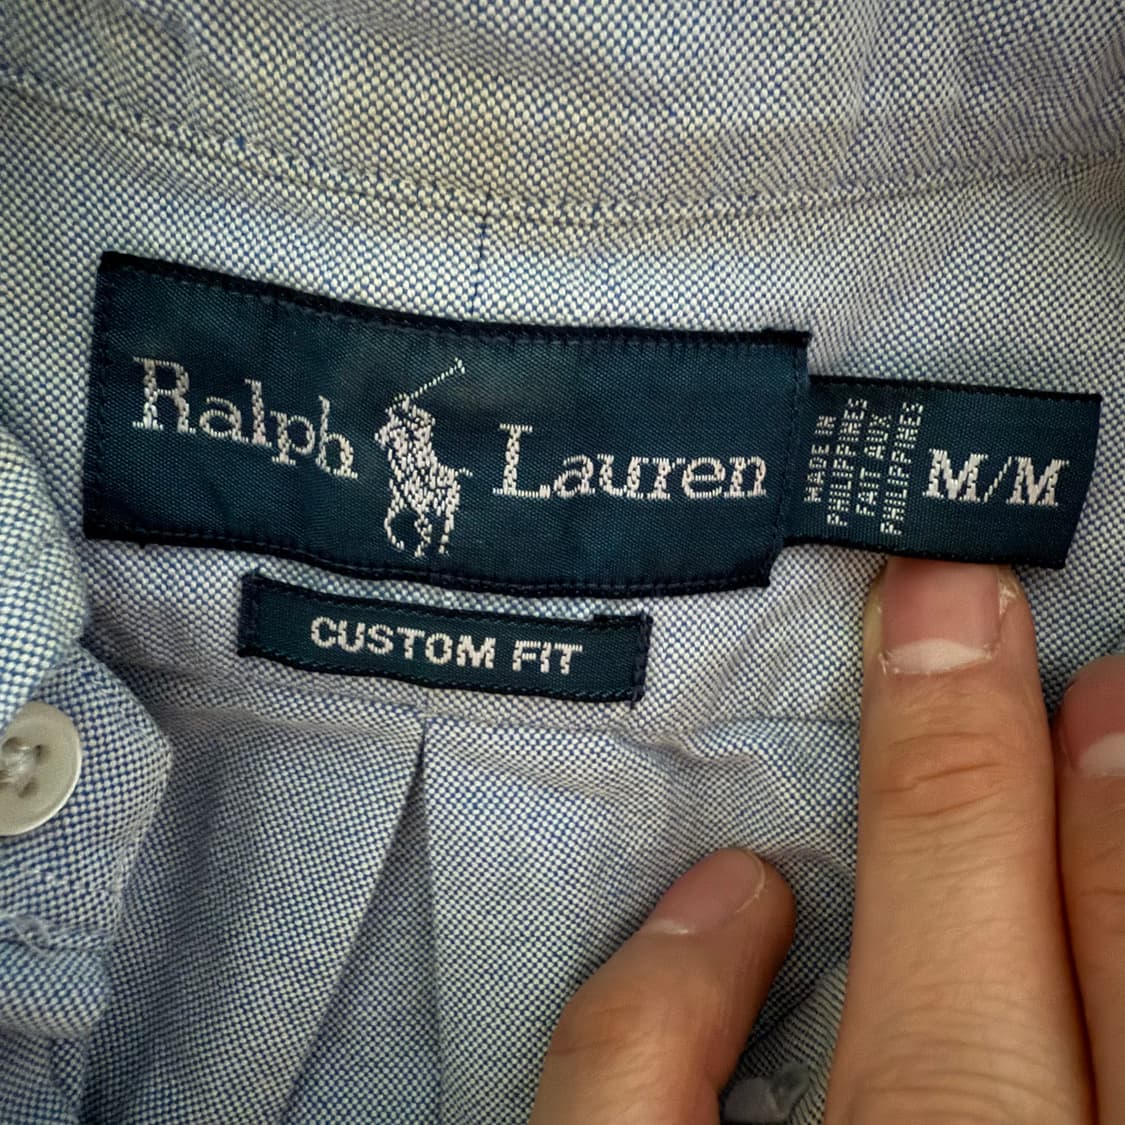 Ralph Lauren
MADE IN
PHILIPPINES
FAIT AUX
PHILIPPINES
M/M
CUSTOM FIT